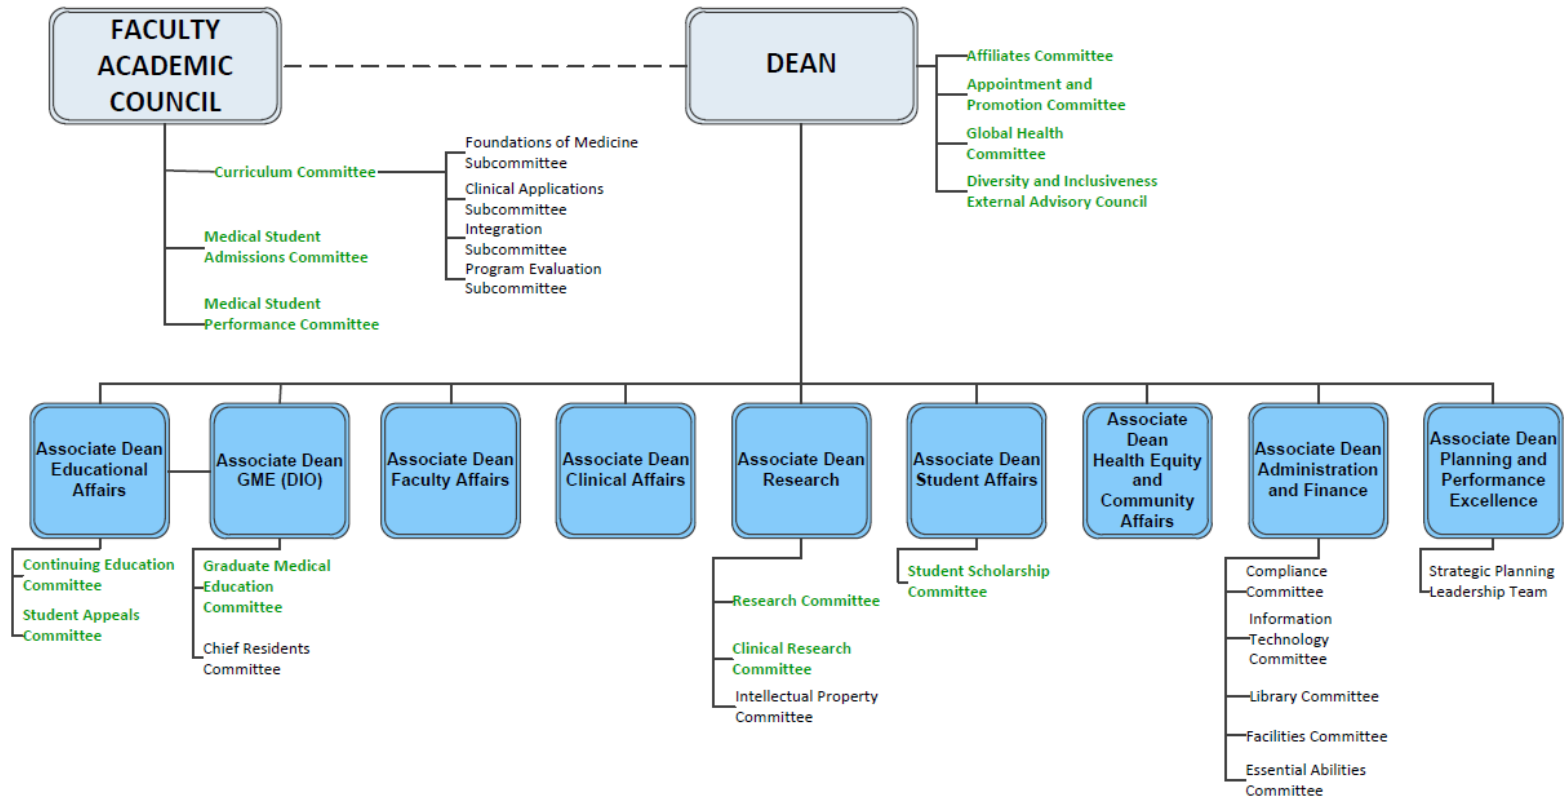 FACULTY
ACADEMIC
COUNCIL
DEAN
Affiliates Committee
Appointment and
Promotion Committee
Global Health
Committee
Diversity and Inclusiveness
External Advisory Council
Curriculum Committee
Foundations of Medicine
Subcommittee
Clinical Applications
Subcommittee
Integration
Subcommittee
Program Evaluation
Subcommittee
Medical Student
Admissions Committee
Medical Student
Performance Committee
Associate Dean
Educational
Affairs
Associate Dean
GME (DIO)
Associate Dean
Faculty Affairs
Associate Dean
Clinical Affairs
Associate Dean
Research
Associate Dean
Student Affairs
Associate
Dean
Health Equity
and
Community
Affairs
Associate Dean
Administration
and Finance
Associate Dean
Planning and
Performance
Excellence
Continuing Education
Committee
Student Appeals
Committee
Graduate Medical
Education
Committee
Chief Residents
Committee
Research Committee
Clinical Research
Committee
Intellectual Property
Committee
Student Scholarship
Committee
Compliance
Committee
Information
Technology
Committee
Library Committee
Facilities Committee
Essential Abilities
Committee
Strategic Planning
Leadership Team